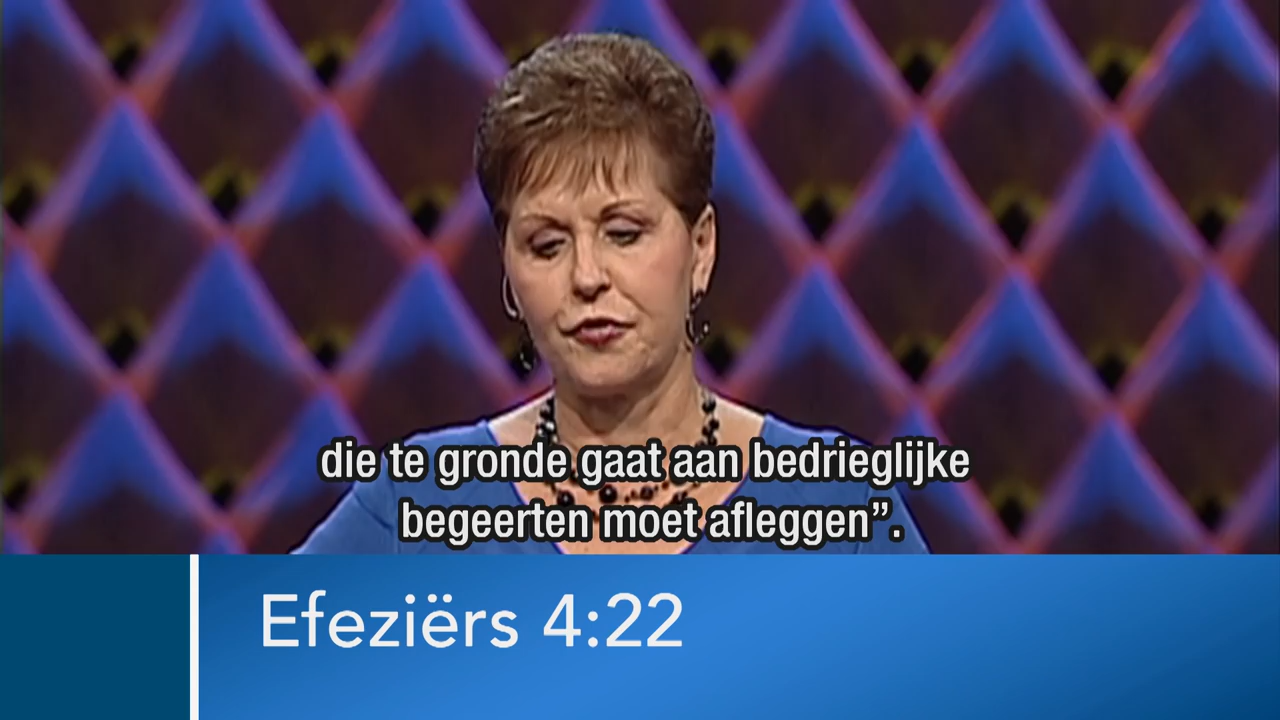 die te gronde gaat aan bedrieglijke
begeerten moet afleggen”.
Efeziërs 4:22